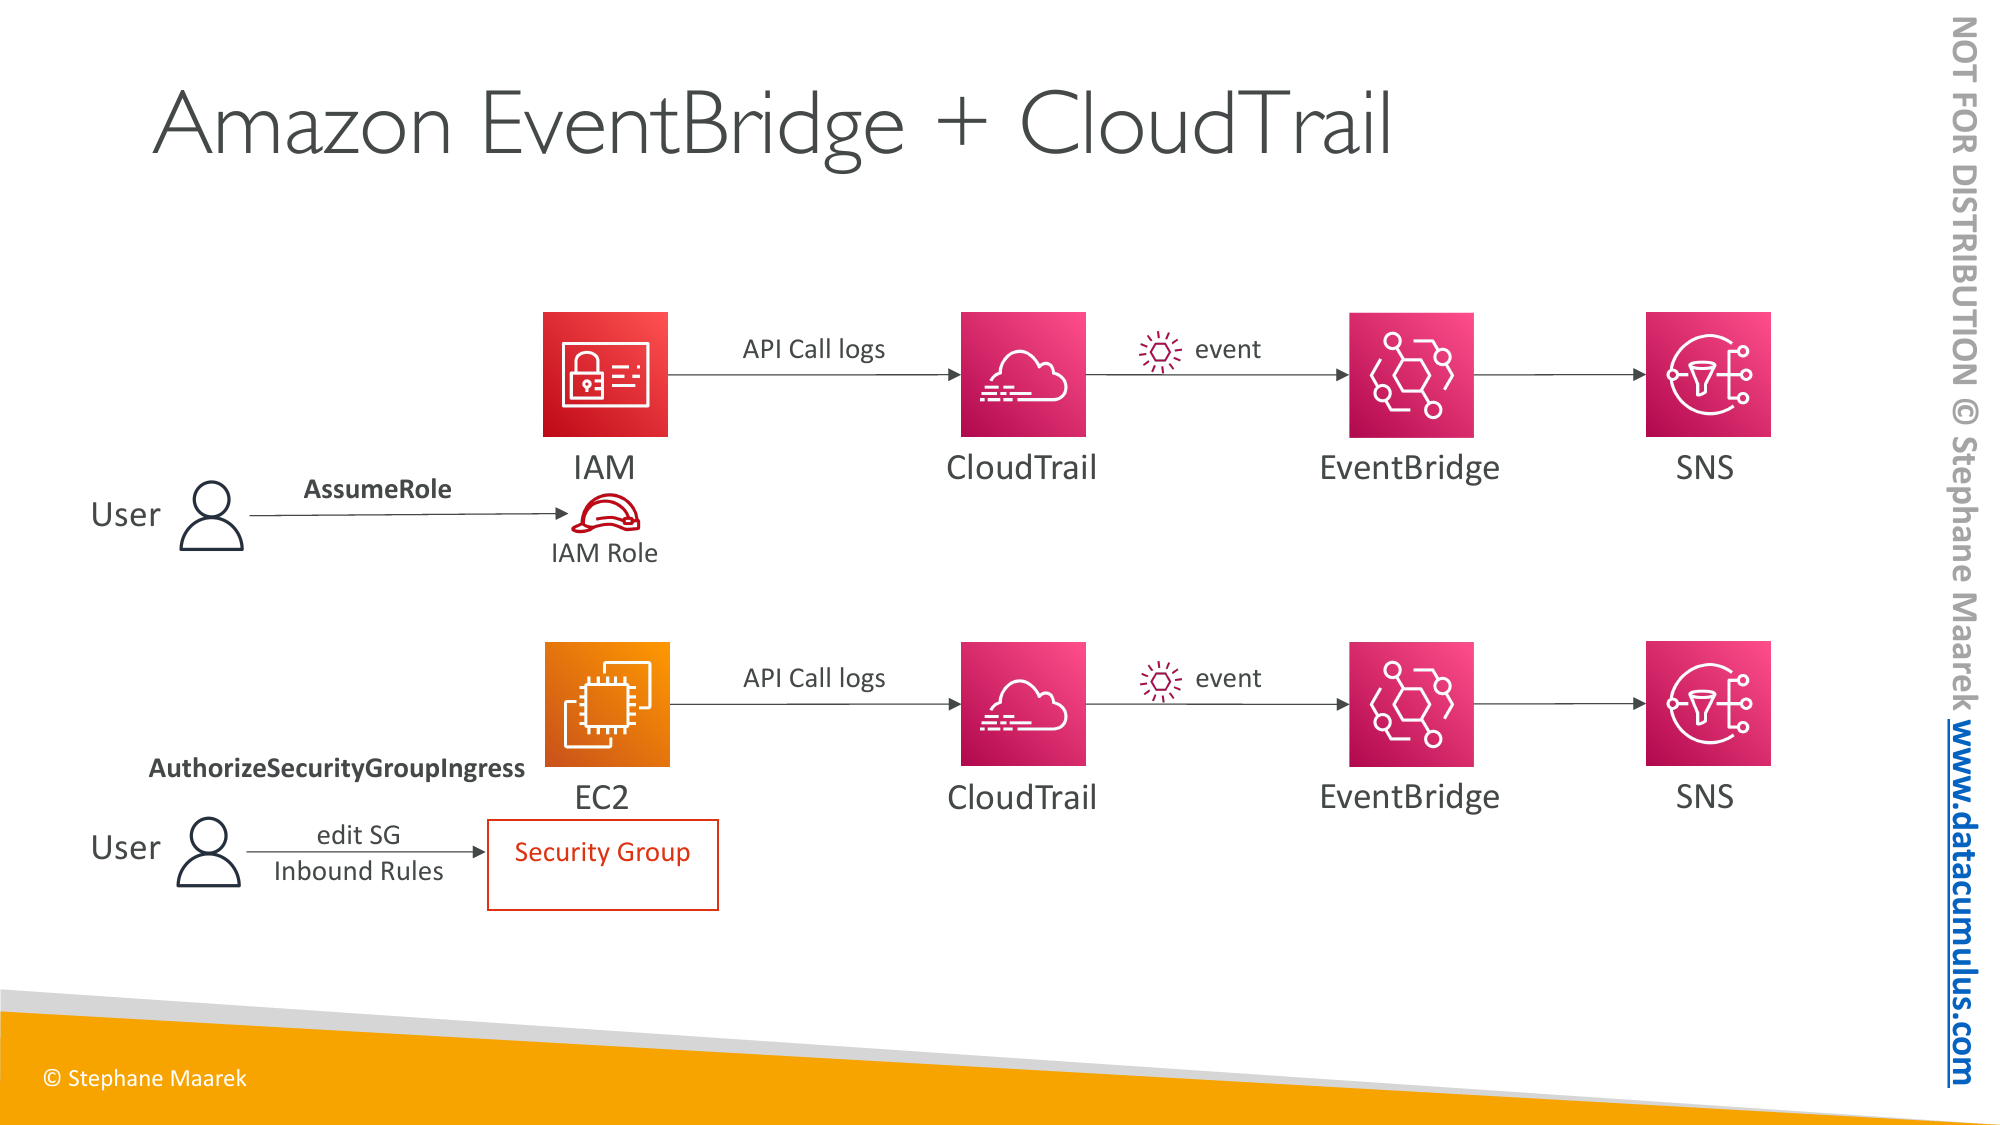 Amazon EventBridge + CloudTrail
API Call logs
event
IAM
CloudTrail
EventBridge
SNS
User
AssumeRole
IAM Role
API Call logs
event
AuthorizeSecurityGroupIngress
EC2
CloudTrail
EventBridge
SNS
User
edit SG
Inbound Rules
Security Group
© Stephane Maarek
NOT FOR DISTRIBUTION © Stephane Maarek www.datacumulus.com